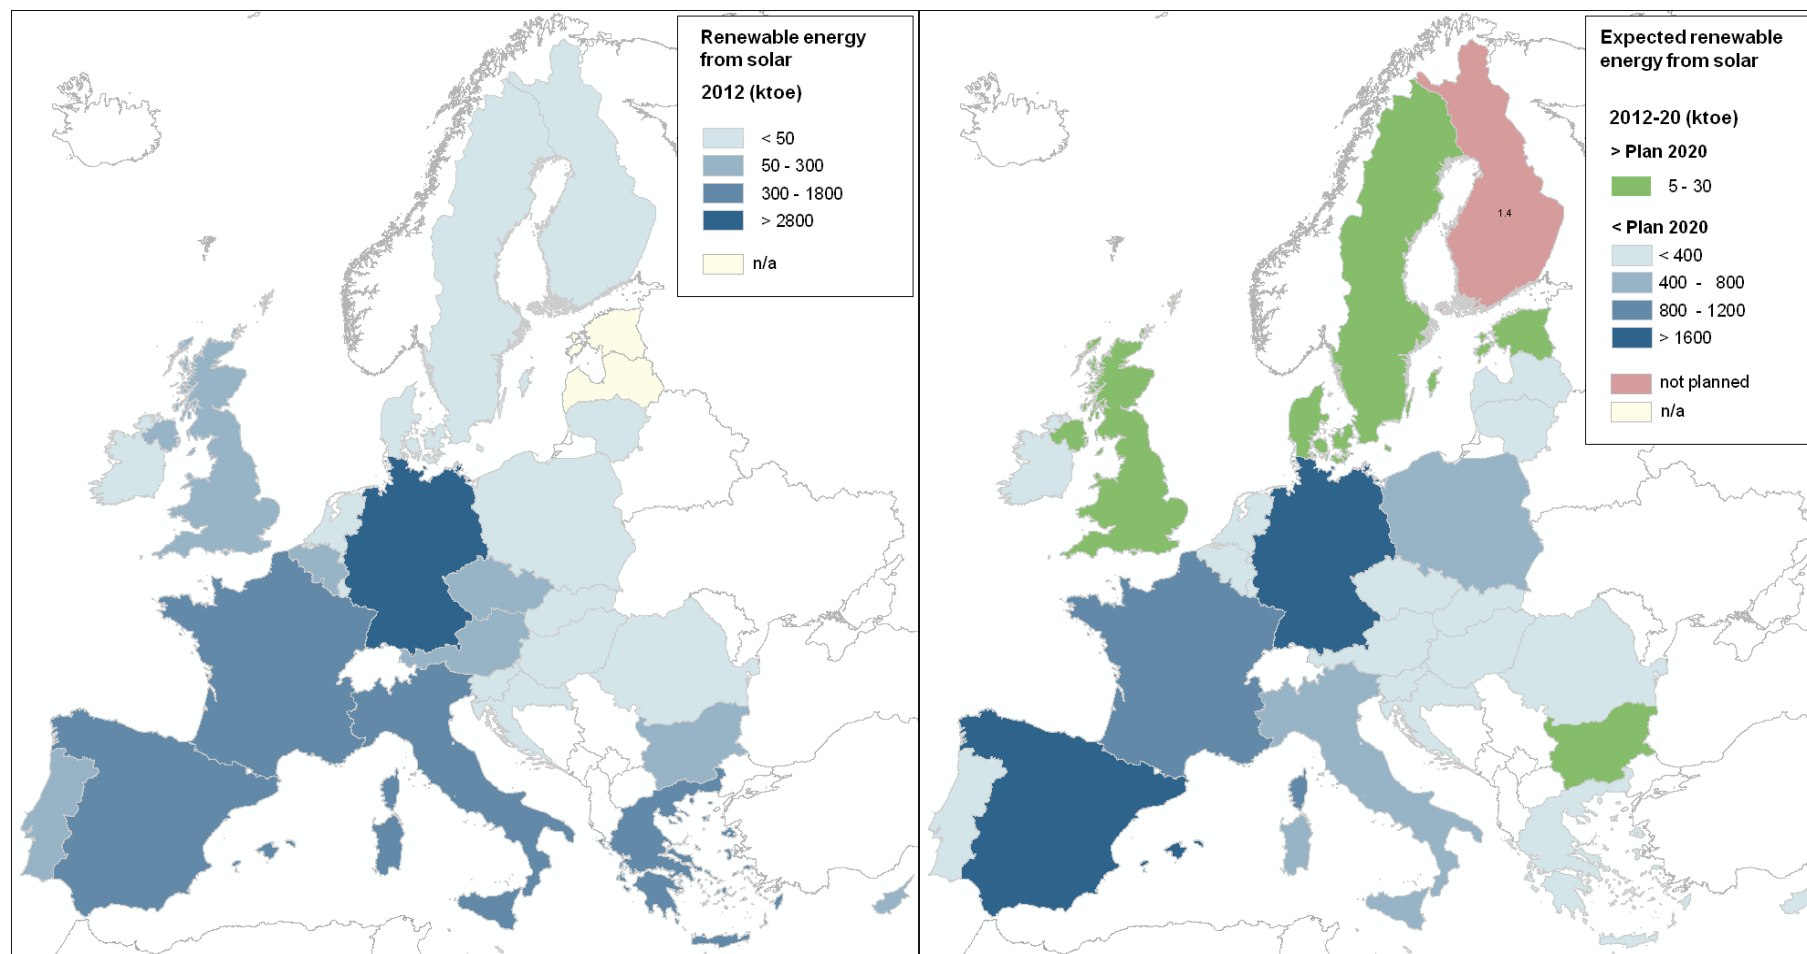 Renewable energy
from solar
2012 (ktoe)
< 50
50 - 300
300 - 1800
> 2800
n/a
Expected renewable
energy from solar
2012-20 (ktoe)
> Plan 2020
5 - 30
< Plan 2020
< 400
400 - 800
800 - 1200
> 1600
not planned
n/a
1.4